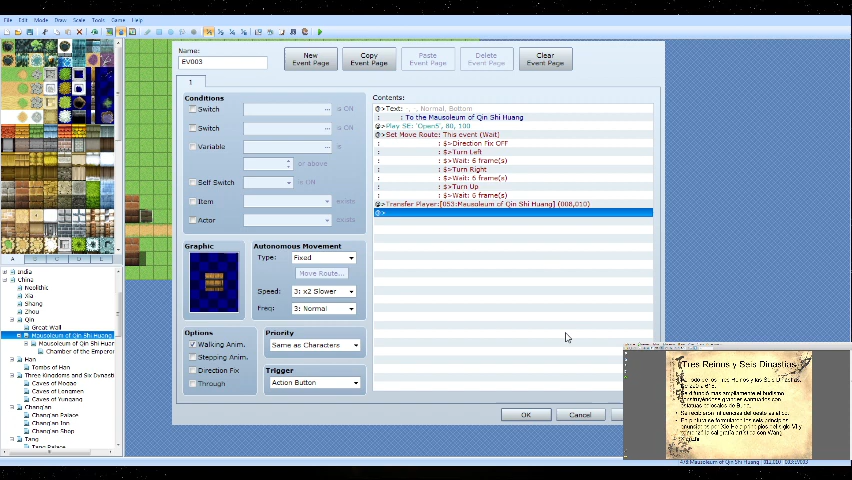 File Edit Mode Draw Scale Tools Game Help
Name:
EV003
New Event Page
Copy Event Page
Paste Event Page
Delete Event Page
Clear Event Page
1
Conditions
Switch ... is ON
Switch ... is ON
Variable ... is
or above
Self Switch is ON
Item exists
Actor exists
Graphic
Autonomous Movement
Type: Fixed
Move Route...
Speed: 3: x2 Slower
Freq: 3: Normal
Options
Walking Anim.
Stepping Anim.
Direction Fix
Through
Priority
Same as Characters
Trigger
Action Button
Contents:
@>Text: -, -, Normal, Bottom
: : To the Mausoleum of Qin Shi Huang
@>Play SE: 'Open5', 80, 100
@>Set Move Route: This event (Wait)
: : $>Direction Fix OFF
: : $>Turn Left
: : $>Wait: 6 frame(s)
: : $>Turn Right
: : $>Wait: 6 frame(s)
: : $>Turn Up
: : $>Wait: 6 frame(s)
@>Transfer Player:[053:Mausoleum of Qin Shi Huang] (008,010)
@>
OK
Cancel
A B C D E
India
China
Neolithic
Xia
Shang
Zhou
Qin
Great Wall
Mausoleum of Qin Shi Huang
Mausoleum of Qin Shi Huar
Chamber of the Emperor
Han
Tombs of Han
Three Kingdoms and Six Dynast
Caves of Mogao
Caves of Longmen
Caves of Yungang
Chang'an
Chang'an Palace
Chang'an Inn
Chang'an Shop
Tang
Tang Palace
Tres Reinos y Seis Dinastías